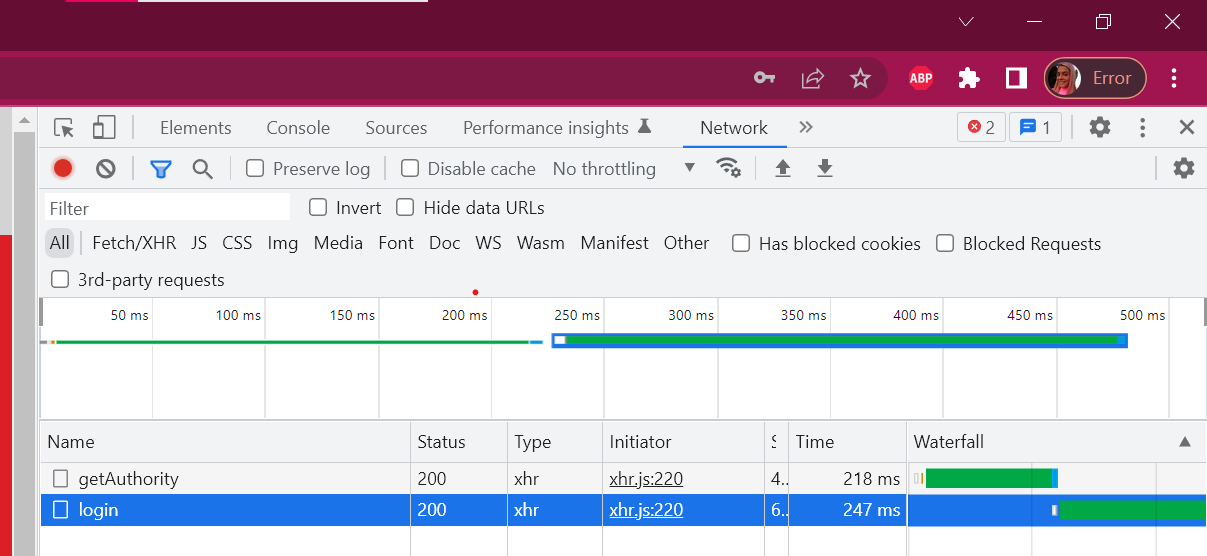 ABP Error
Elements Console Sources Performance insights Network 2 1
Preserve log Disable cache No throttling
Filter Invert Hide data URLs
All Fetch/XHR JS CSS Img Media Font Doc WS Wasm Manifest Other Has blocked cookies Blocked Requests
3rd-party requests
50 ms 100 ms 150 ms 200 ms 250 ms 300 ms 350 ms 400 ms 450 ms 500 ms
Name Status Type Initiator S Time Waterfall
getAuthority 200 xhr xhr.js:220 4.. 218 ms
login 200 xhr xhr.js:220 6.. 247 ms